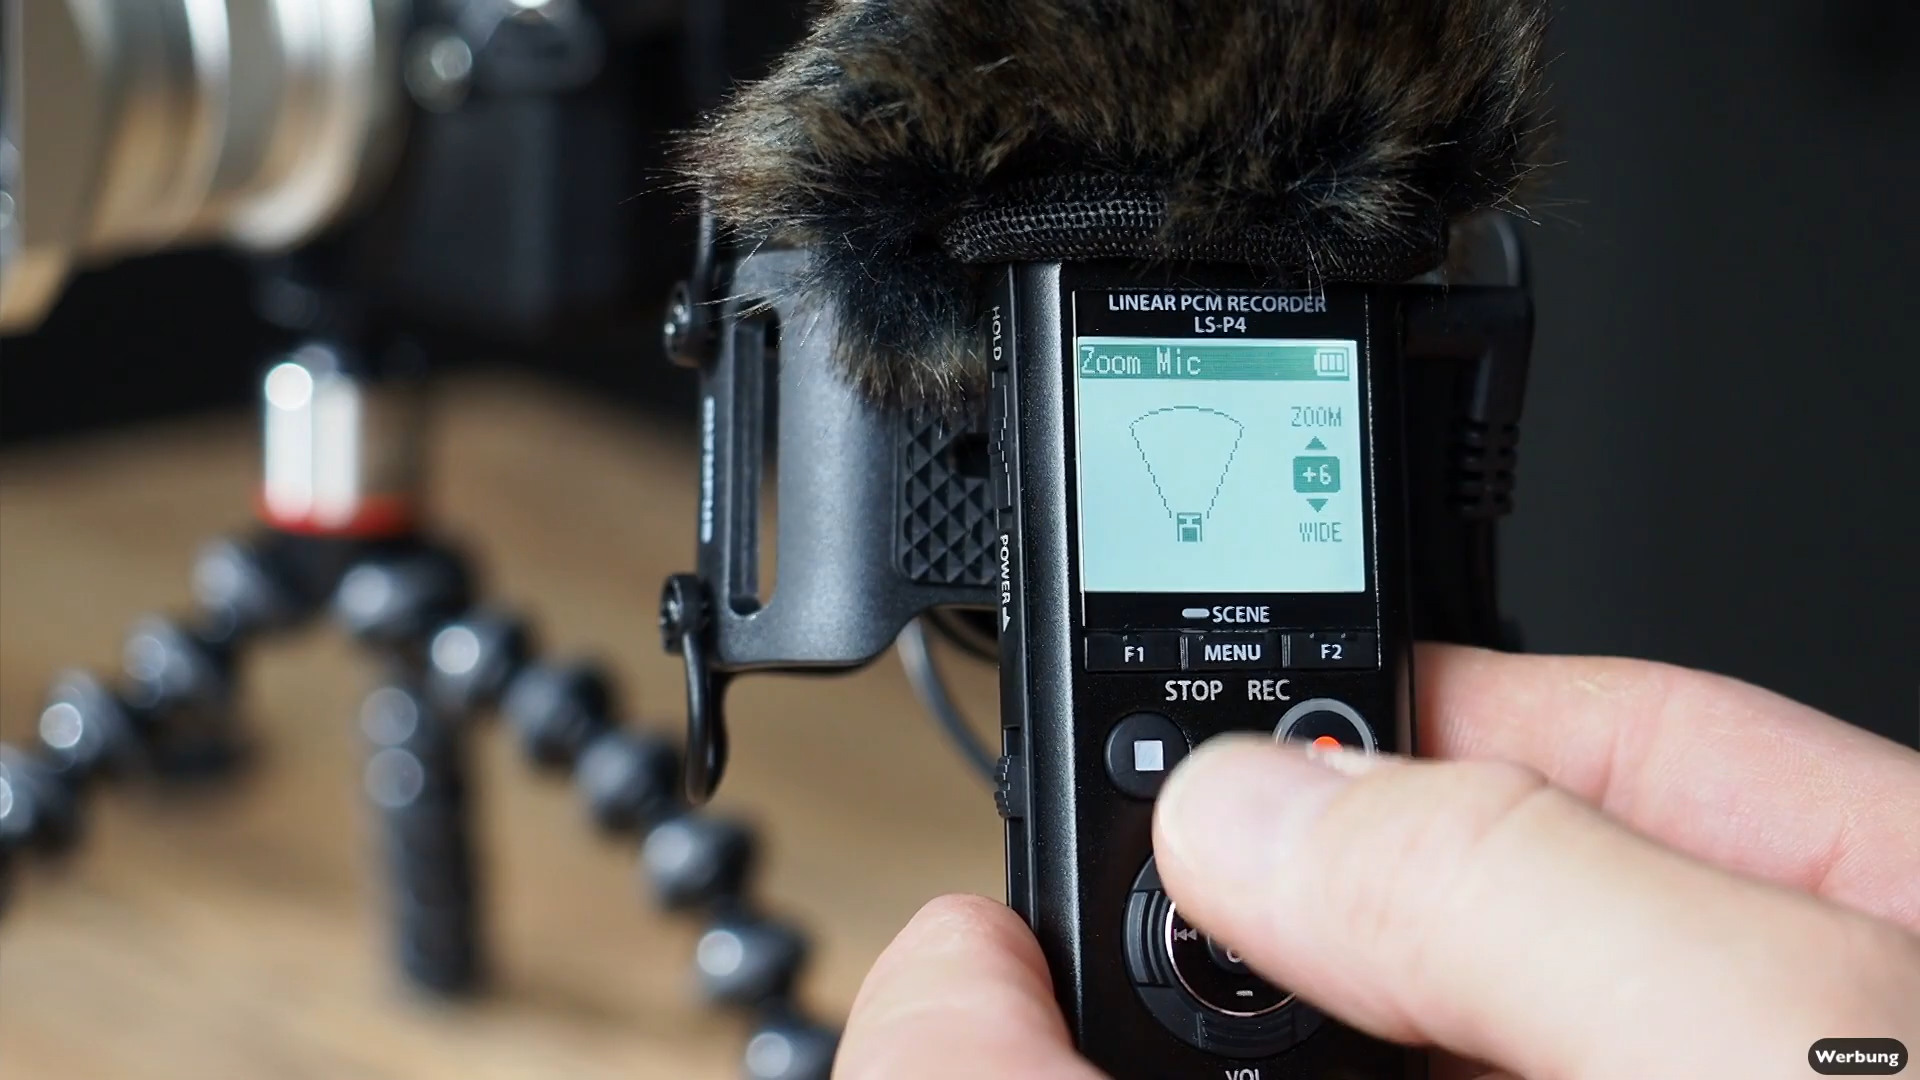 LINEAR PCM RECORDER
LS-P4
HOLD
Zoom Mic
ZOOM
+6
WIDE
POWER
SCENE
F1 MENU F2
STOP REC
VOL
Werbung